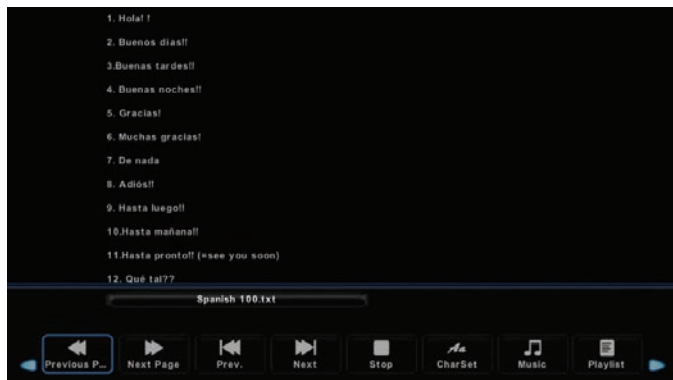 1. Hola! !
2. Buenos días!!
3.Buenas tardes!!
4. Buenas noches!!
5. Gracias!
6. Muchas gracias!
7. De nada
8. Adiós!!
9. Hasta luego!!
10.Hasta mañana!!
11.Hasta pronto!! (=see you soon)
12. Qué tal??
Spanish 100.txt
Previous P... Next Page Prev. Next Stop Aa CharSet Music Playlist